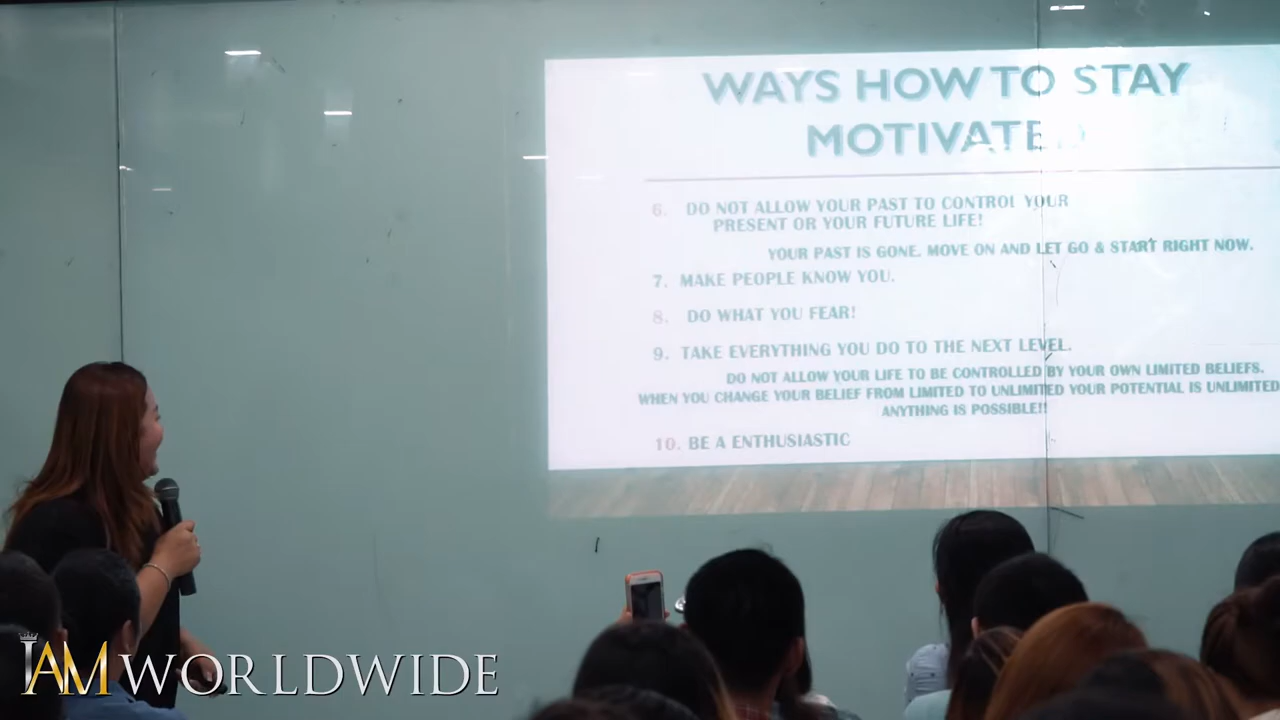 WAYS HOW TO STAY
MOTIVATE
6. DO NOT ALLOW YOUR PAST TO CONTROL YOUR
PRESENT OR YOUR FUTURE LIFE!
YOUR PAST IS GONE. MOVE ON AND LET GO & START RIGHT NOW.
7. MAKE PEOPLE KNOW YOU.
8. DO WHAT YOU FEAR!
9. TAKE EVERYTHING YOU DO TO THE NEXT LEVEL.
DO NOT ALLOW YOUR LIFE TO BE CONTROLLED BY YOUR OWN LIMITED BELIEFS.
WHEN YOU CHANGE YOUR BELIEF FROM LIMITED TO UNLIMITED YOUR POTENTIAL IS UNLIMITED
ANYTHING IS POSSIBLE!!
10. BE A ENTHUSIASTIC
IAM WORLDWIDE